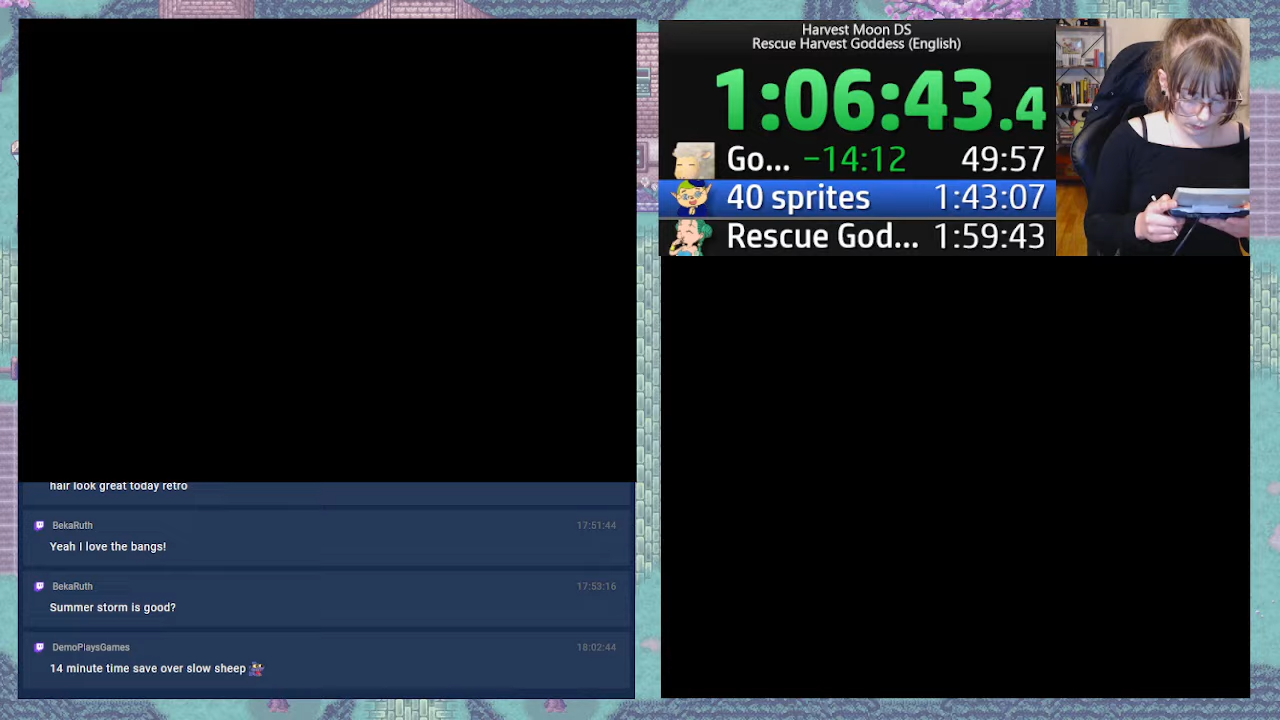 Harvest Moon DS
Rescue Harvest Goddess (English)
1:06:43.4
Go... -14:12 49:57
40 sprites 1:43:07
Rescue God... 1:59:43
hair look great today retro
BekaRuth 17:51:44
Yeah I love the bangs!
BekaRuth 17:53:16
Summer storm is good?
DemoPlaysGames 18:02:44
14 minute time save over slow sheep